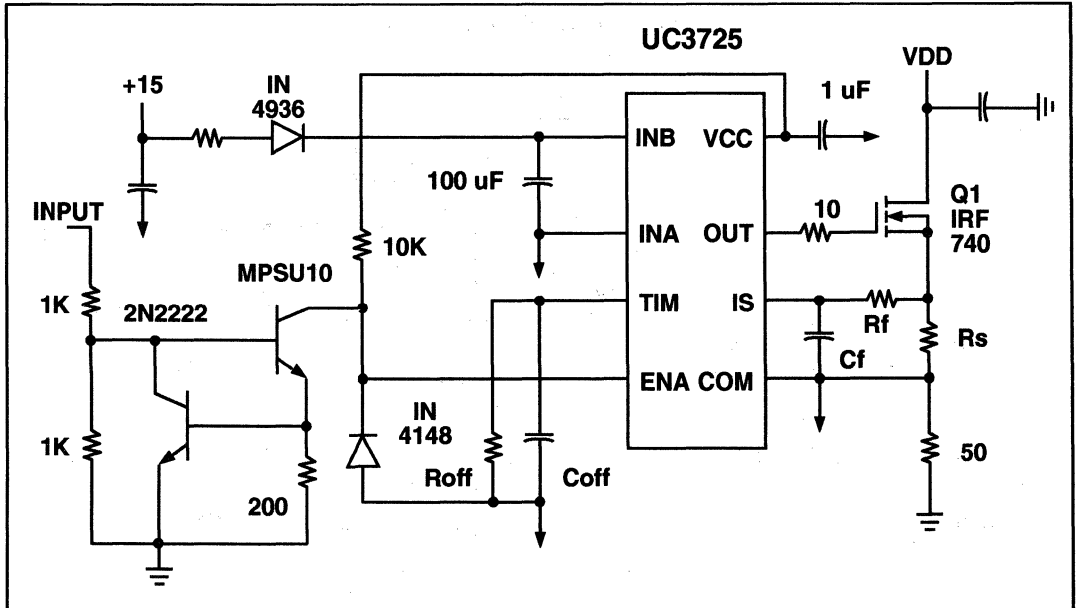 UC3725
VDD
+15
IN
4936
1 uF
INB
VCC
100 uF
INPUT
10
Q1
IRF
740
INA
OUT
10K
MPSU10
1K
2N2222
TIM
IS
Rf
Rs
Cf
ENA
COM
IN
4148
1K
50
200
Roff
Coff